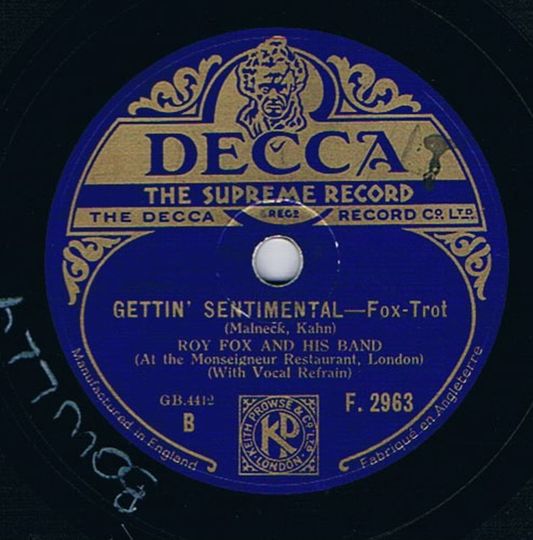 DECCA
THE SUPREME RECORD
THE DECCA REGD RECORD CO. LTD.
GETTIN' SENTIMENTAL—Fox-Trot
(Malneck, Kahn)
ROY FOX AND HIS BAND
(At the Monseigneur Restaurant, London)
(With Vocal Refrain)
GB.4412
B
F. 2963
KEITH PROWSE & CO LTD
KP
LONDON
Manufactured in England
Fabriqué en Angleterre
BOWLLY